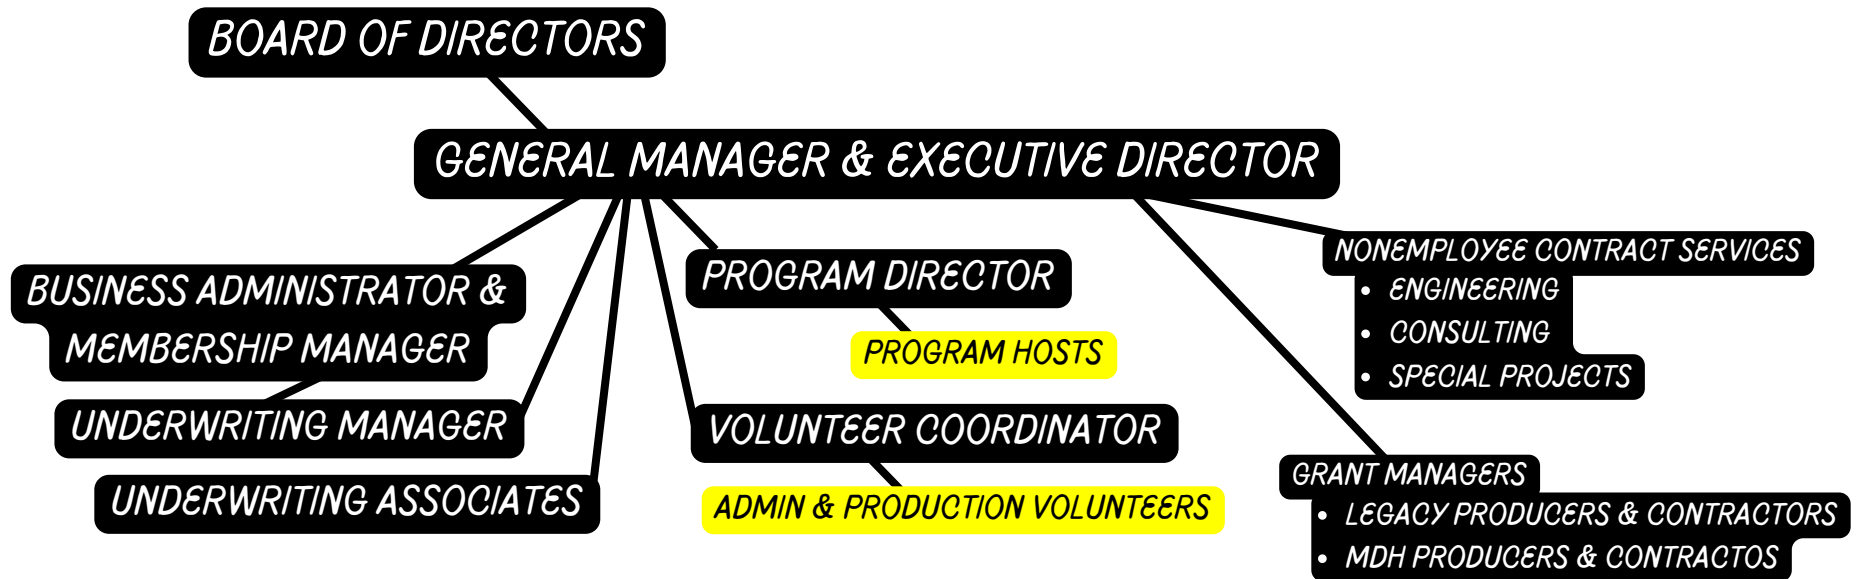 BOARD OF DIRECTORS
GENERAL MANAGER & EXECUTIVE DIRECTOR
BUSINESS ADMINISTRATOR &
MEMBERSHIP MANAGER
UNDERWRITING MANAGER
UNDERWRITING ASSOCIATES
PROGRAM DIRECTOR
PROGRAM HOSTS
VOLUNTEER COORDINATOR
ADMIN & PRODUCTION VOLUNTEERS
NONEMPLOYEE CONTRACT SERVICES
• ENGINEERING
• CONSULTING
• SPECIAL PROJECTS
GRANT MANAGERS
• LEGACY PRODUCERS & CONTRACTORS
• MDH PRODUCERS & CONTRACTOS